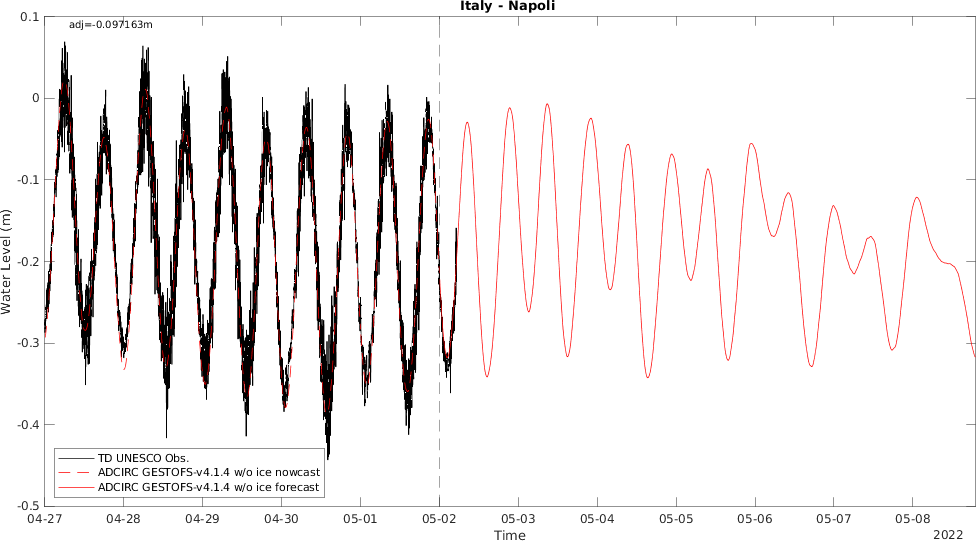 Italy - Napoli
adj=-0.097163m
0.1
0
-0.1
-0.2
-0.3
-0.4
-0.5
Water Level (m)
TD UNESCO Obs.
ADCIRC GESTOFS-v4.1.4 w/o ice nowcast
ADCIRC GESTOFS-v4.1.4 w/o ice forecast
04-27 04-28 04-29 04-30 05-01 05-02 05-03 05-04 05-05 05-06 05-07 05-08
Time
2022